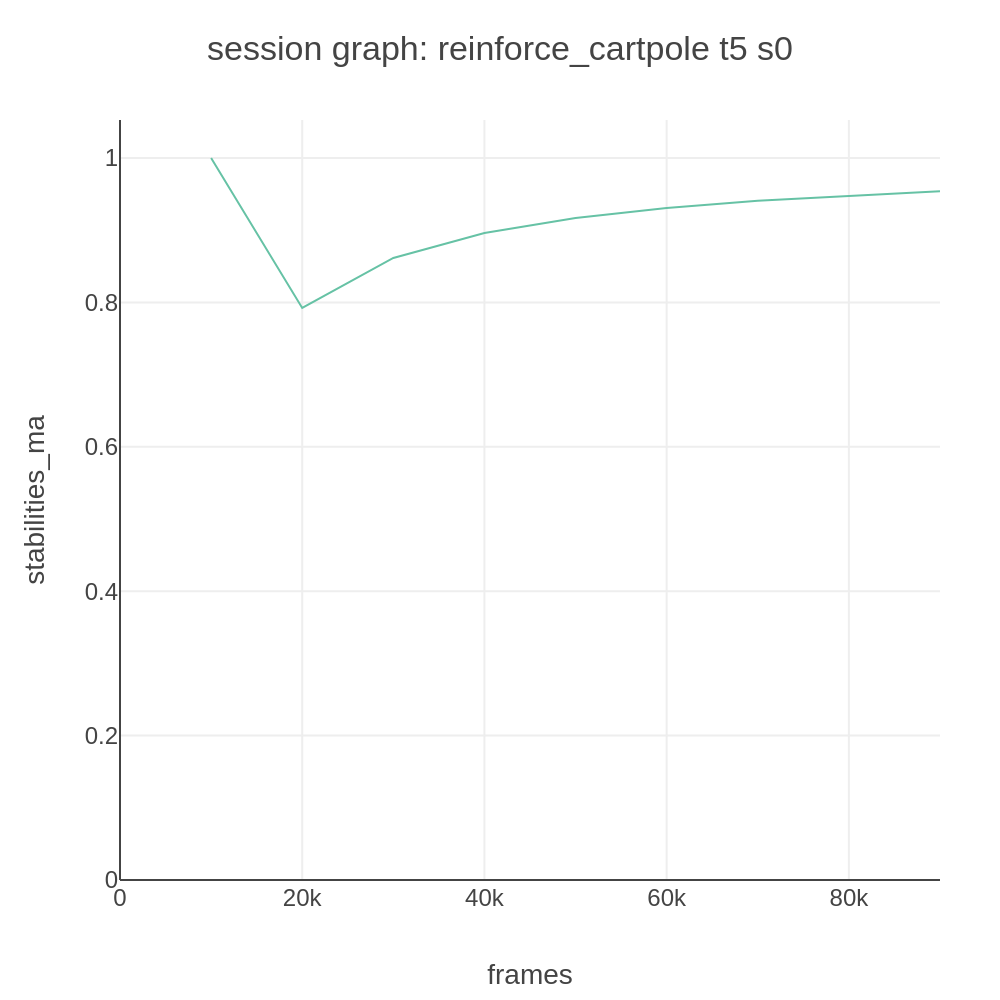 session graph: reinforce_cartpole t5 s0
stabilities_ma
1
0.8
0.6
0.4
0.2
0
0
20k
40k
60k
80k
frames